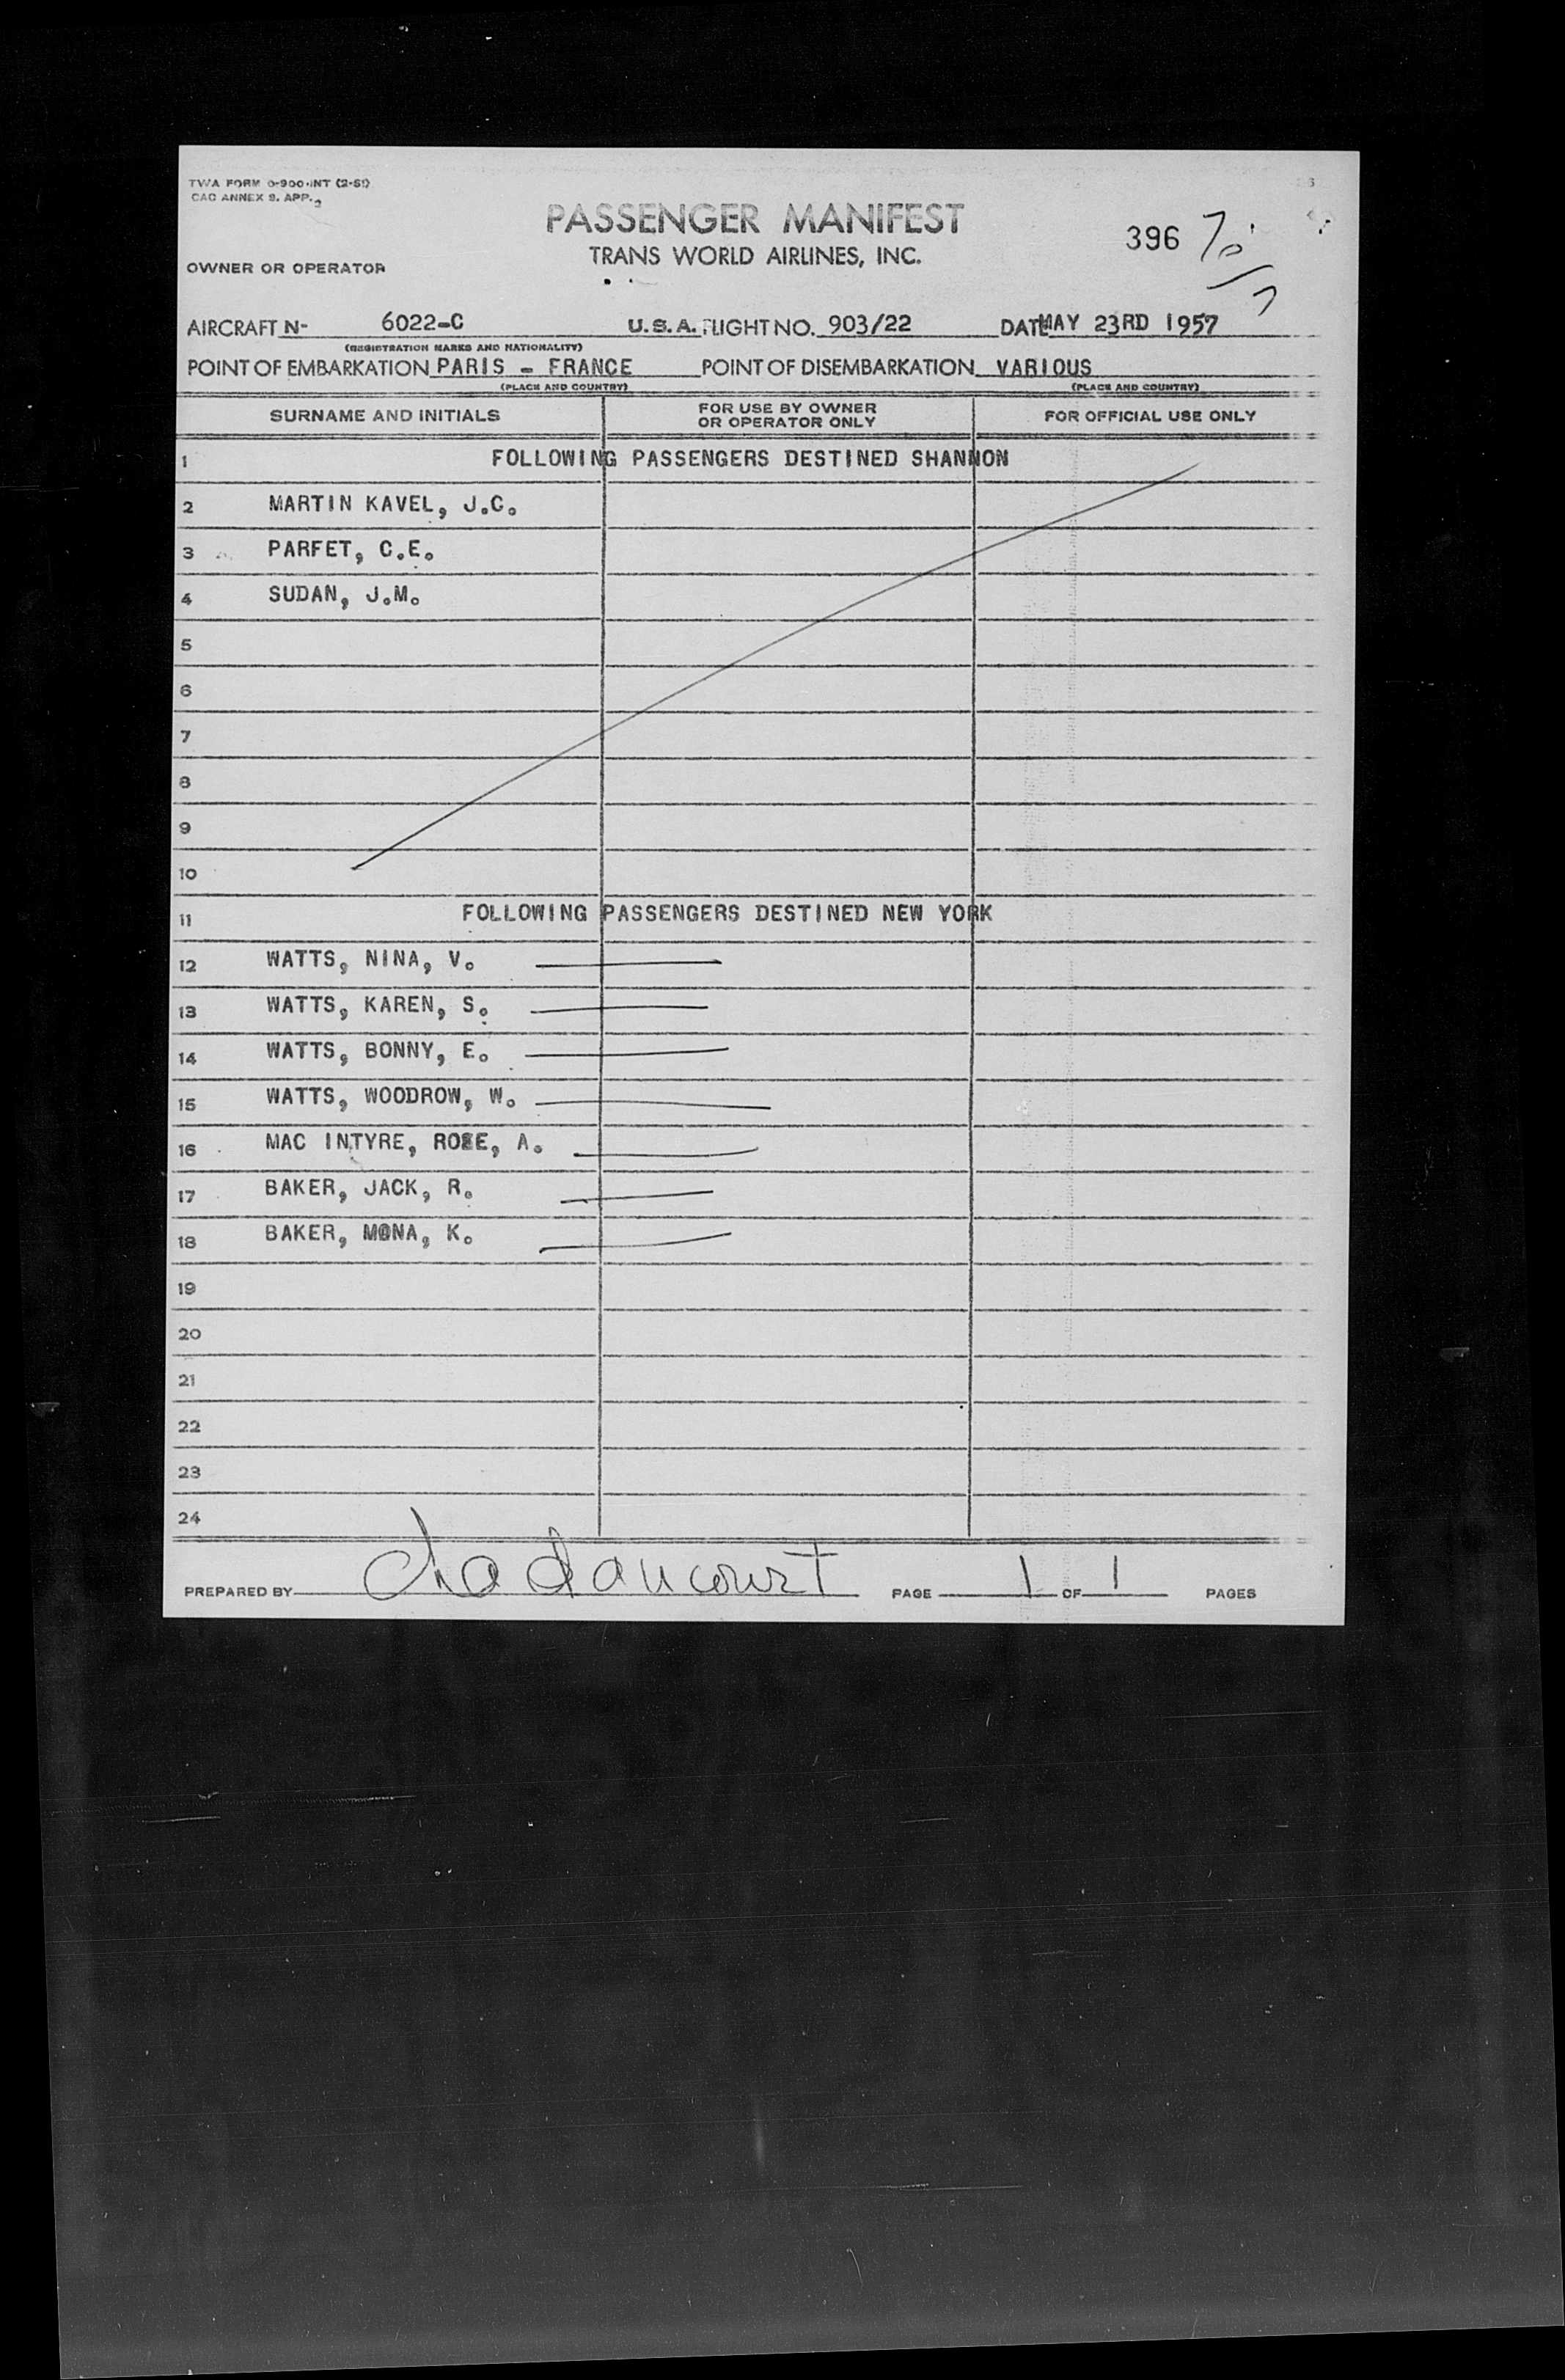 TWA FORM 0-900-INT (2-51)
CAO ANNEX 9. APP. 2
PASSENGER MANIFEST
TRANS WORLD AIRLINES, INC.
396
OWNER OR OPERATOR
AIRCRAFT N- 6022-C U.S.A. FLIGHT NO. 903/22 DATE MAY 23RD 1957
(REGISTRATION MARKS AND NATIONALITY)
POINT OF EMBARKATION PARIS - FRANCE POINT OF DISEMBARKATION VARIOUS
(PLACE AND COUNTRY) (PLACE AND COUNTRY)
SURNAME AND INITIALS FOR USE BY OWNER OR OPERATOR ONLY FOR OFFICIAL USE ONLY
1 FOLLOWING PASSENGERS DESTINED SHANNON
2 MARTIN KAVEL, J.C.
3 PARFET, C.E.
4 SUDAN, J.M.
5
6
7
8
9
10
11 FOLLOWING PASSENGERS DESTINED NEW YORK
12 WATTS, NINA, V.
13 WATTS, KAREN, S.
14 WATTS, BONNY, E.
15 WATTS, WOODROW, W.
16 MAC INTYRE, ROSE, A.
17 BAKER, JACK, R.
18 BAKER, MONA, K.
19
20
21
22
23
24
PREPARED BY PAGE 1 OF 1 PAGES